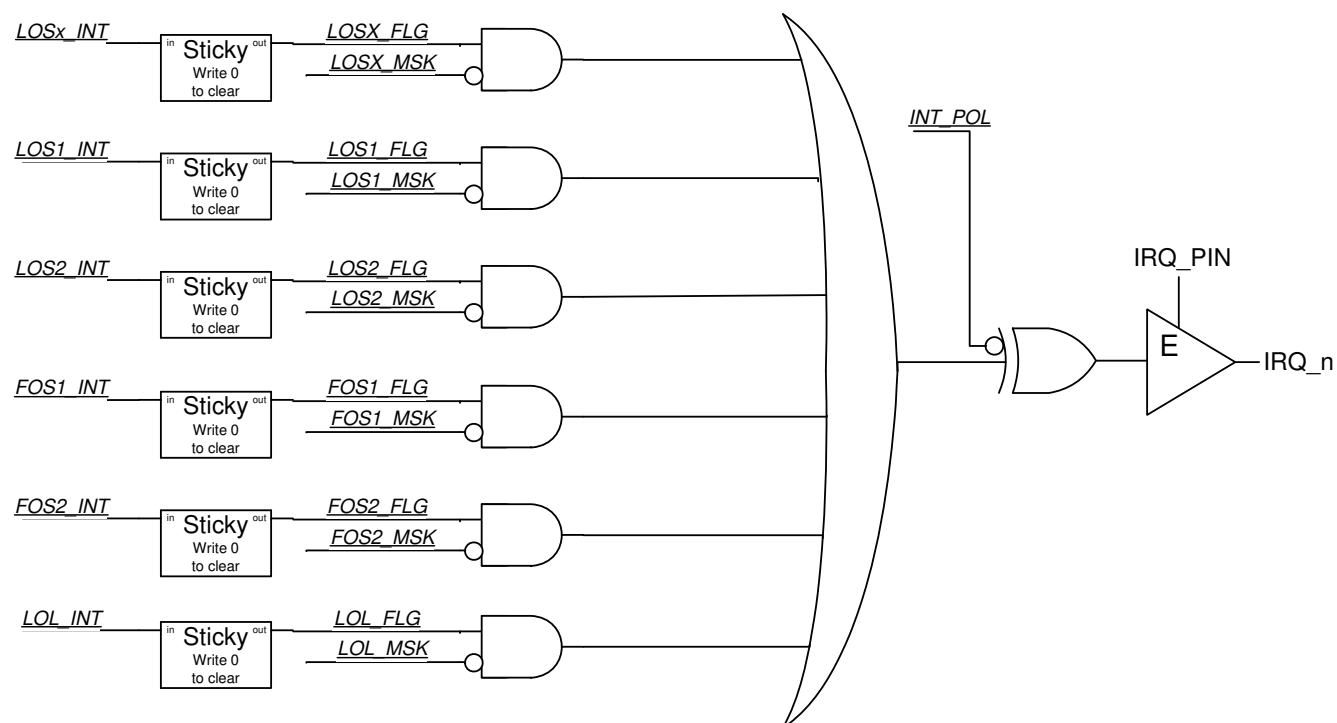 LOSx_INT
in Sticky out
Write 0
to clear
LOSX_FLG
LOSX_MSK
LOS1_INT
in Sticky out
Write 0
to clear
LOS1_FLG
LOS1_MSK
LOS2_INT
in Sticky out
Write 0
to clear
LOS2_FLG
LOS2_MSK
FOS1_INT
in Sticky out
Write 0
to clear
FOS1_FLG
FOS1_MSK
FOS2_INT
in Sticky out
Write 0
to clear
FOS2_FLG
FOS2_MSK
LOL_INT
in Sticky out
Write 0
to clear
LOL_FLG
LOL_MSK
INT_POL
IRQ_PIN
E
IRQ_n